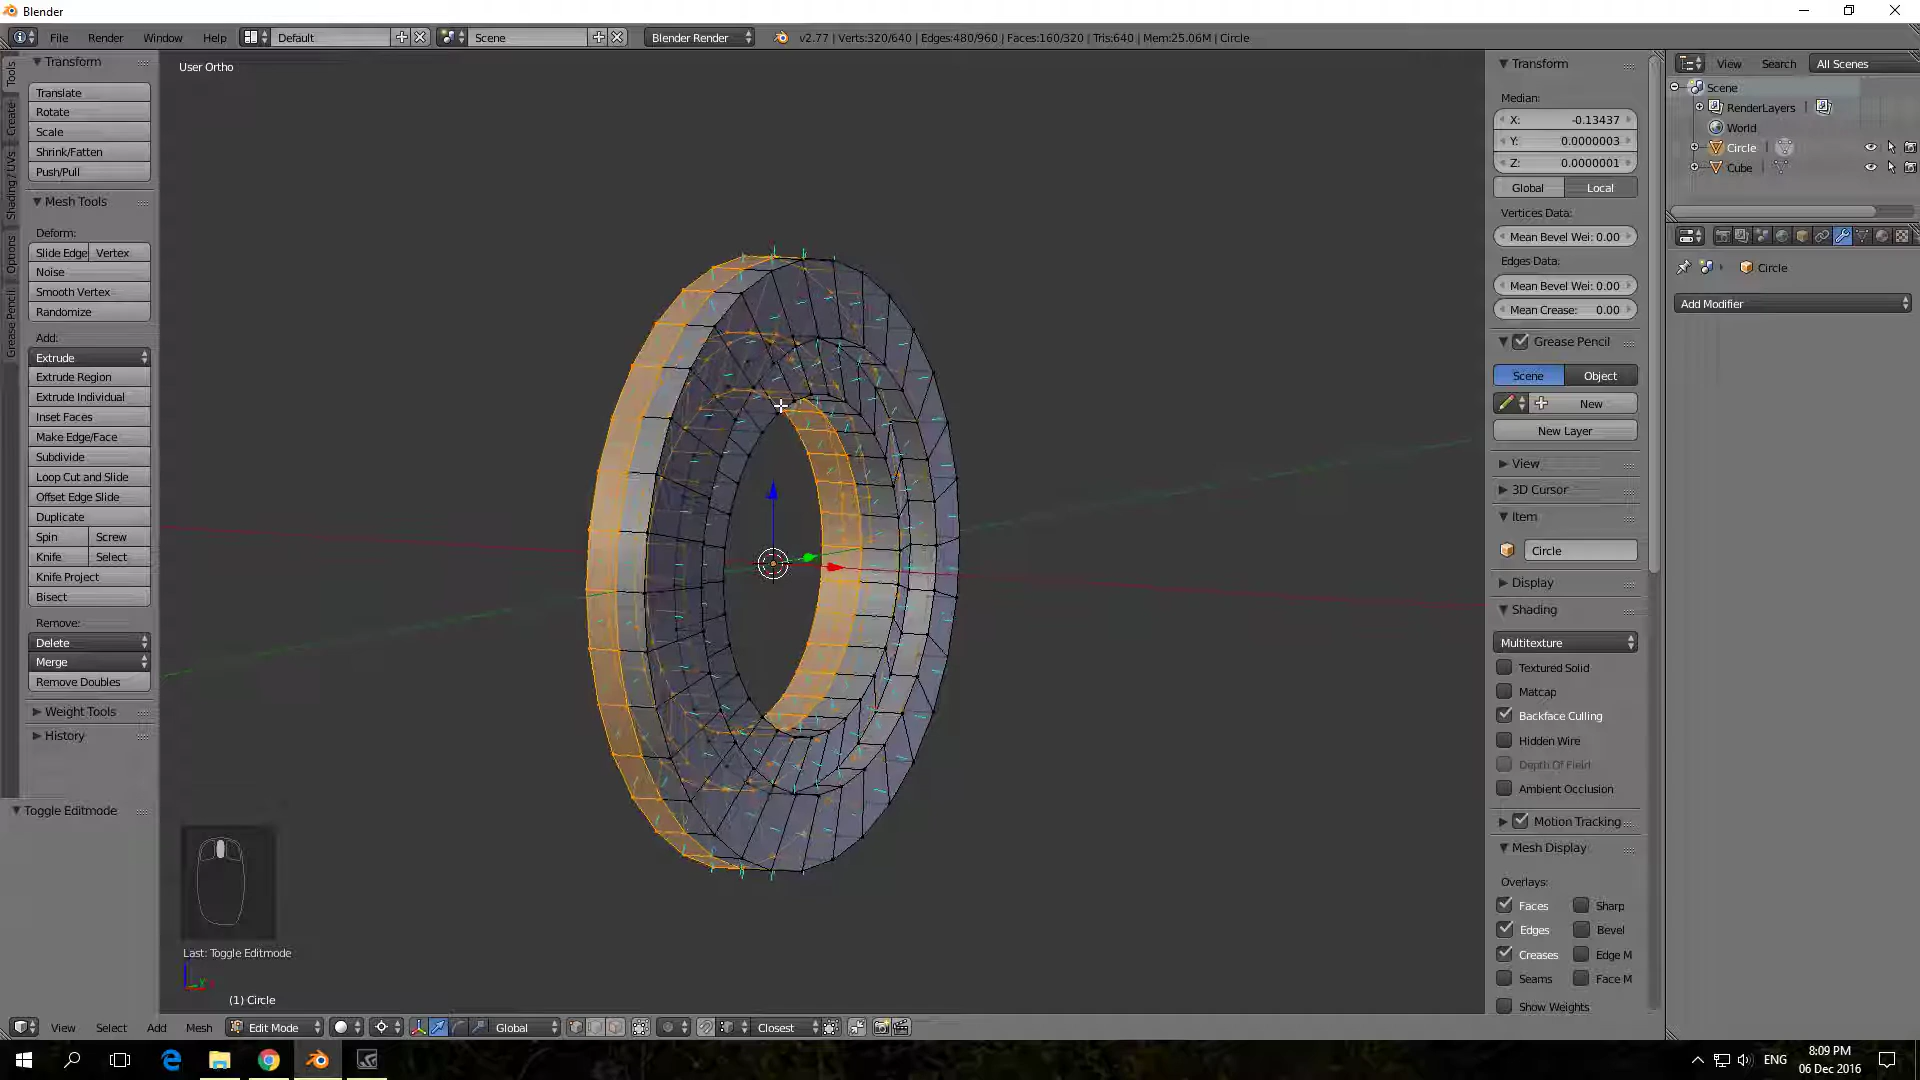 Blender
File Render Window Help Default Scene Blender Render v2.77 | Verts:320/640 | Edges:480/960 | Faces:160/320 | Tris:640 | Mem:25.06M | Circle
Tools
Create
Shading / UVs
Options
Grease Pencil
Transform
Translate
Rotate
Scale
Shrink/Fatten
Push/Pull
Mesh Tools
Deform:
Slide Edge Vertex
Noise
Smooth Vertex
Randomize
Add:
Extrude
Extrude Region
Extrude Individual
Inset Faces
Make Edge/Face
Subdivide
Loop Cut and Slide
Offset Edge Slide
Duplicate
Spin Screw
Knife Select
Knife Project
Bisect
Remove:
Delete
Merge
Remove Doubles
Weight Tools
History
Toggle Editmode
User Ortho
Last: Toggle Editmode
(1) Circle
Transform
Median:
X: -0.13437
Y: 0.0000003
Z: 0.0000001
Global Local
Vertices Data:
Mean Bevel Wei: 0.00
Edges Data:
Mean Bevel Wei: 0.00
Mean Crease: 0.00
Grease Pencil
Scene Object
New
New Layer
View
3D Cursor
Item
Circle
Display
Shading
Multitexture
Textured Solid
Matcap
Backface Culling
Hidden Wire
Depth Of Field
Ambient Occlusion
Motion Tracking
Mesh Display
Overlays:
Faces Sharp
Edges Bevel
Creases Edge M
Seams Face M
Show Weights
View Search All Scenes
Scene
RenderLayers
World
Circle
Cube
Circle
Add Modifier
View Select Add Mesh Edit Mode Global Closest
ENG
8:09 PM
06 Dec 2016